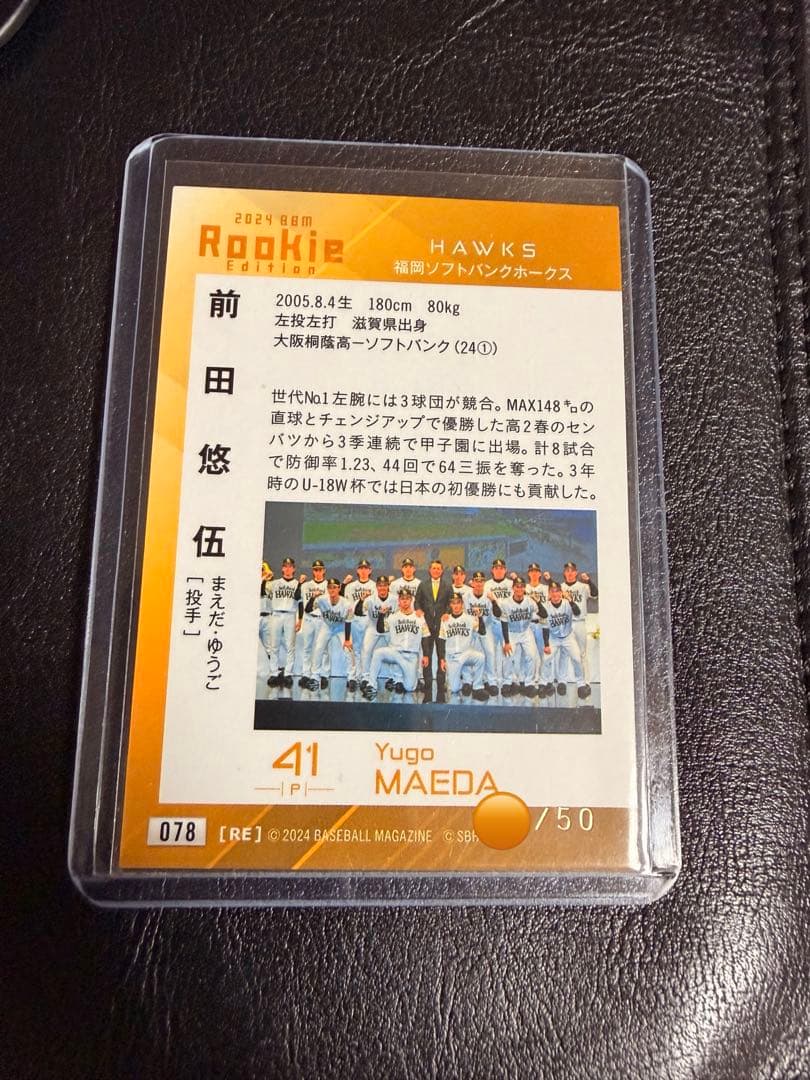 2024 BBM
Rookie
Edition
HAWKS
福岡ソフトバンクホークス
前田悠伍
まえだ・ゆうご
[投手]
2005.8.4生 180cm 80kg
左投左打 滋賀県出身
大阪桐蔭高ーソフトバンク(24①)
世代No.1左腕には3球団が競合。MAX148㌔の
直球とチェンジアップで優勝した高2春のセン
バツから3季連続で甲子園に出場。計8試合
で防御率1.23、44回で64三振を奪った。3年
時のU-18W杯では日本の初優勝にも貢献した。
41
P
Yugo
MAEDA
/50
078
[RE] © 2024 BASEBALL MAGAZINE © SBH